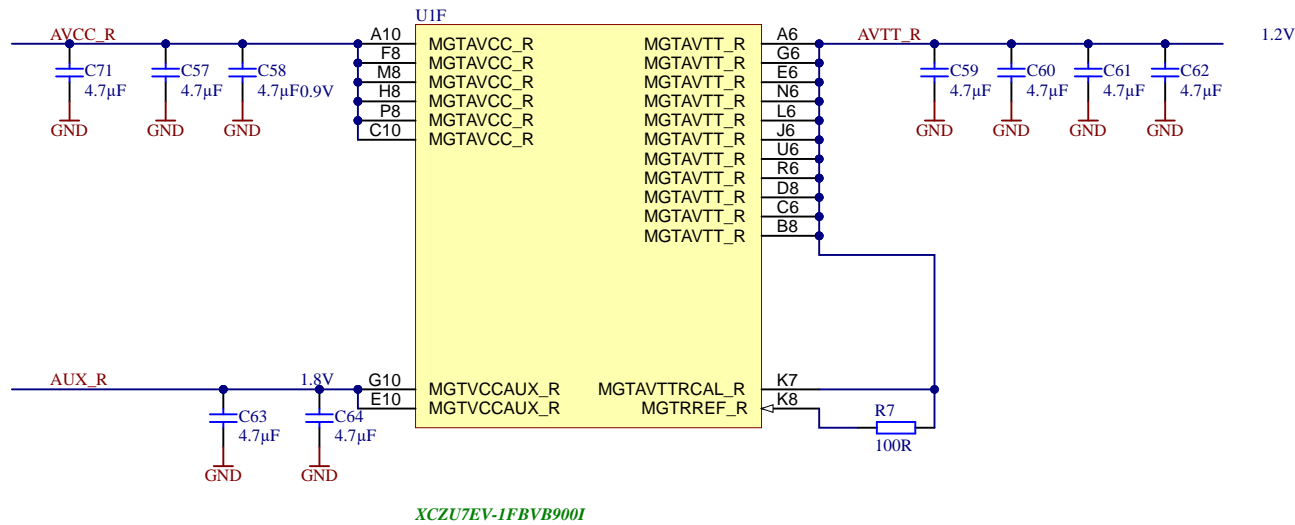 U1F
AVCC_R
A10
MGTAVCC_R
F8
MGTAVCC_R
M8
MGTAVCC_R
H8
MGTAVCC_R
P8
MGTAVCC_R
C10
MGTAVCC_R
C71
4.7µF
GND
C57
4.7µF
GND
C58
4.7µF
0.9V
GND
MGTAVTT_R
A6
MGTAVTT_R
G6
MGTAVTT_R
E6
MGTAVTT_R
N6
MGTAVTT_R
L6
MGTAVTT_R
J6
MGTAVTT_R
U6
MGTAVTT_R
R6
MGTAVTT_R
D8
MGTAVTT_R
C6
MGTAVTT_R
B8
AVTT_R
1.2V
C59
4.7µF
GND
C60
4.7µF
GND
C61
4.7µF
GND
C62
4.7µF
GND
AUX_R
1.8V
G10
MGTVCCAUX_R
E10
MGTVCCAUX_R
C63
4.7µF
GND
C64
4.7µF
GND
MGTAVTTRCAL_R
K7
MGTRREF_R
K8
R7
100R
XCZU7EV-1FBVB900I